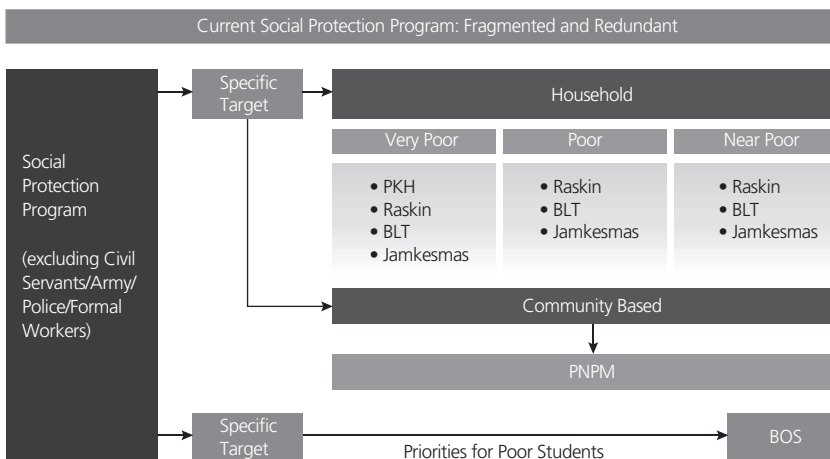 Current Social Protection Program: Fragmented and Redundant
Social
Protection
Program
(excluding Civil
Servants/Army/
Police/Formal
Workers)
Specific
Target
Household
Very Poor
• PKH
• Raskin
• BLT
• Jamkesmas
Poor
• Raskin
• BLT
• Jamkesmas
Near Poor
• Raskin
• BLT
• Jamkesmas
Community Based
PNPM
Specific
Target
Priorities for Poor Students
BOS